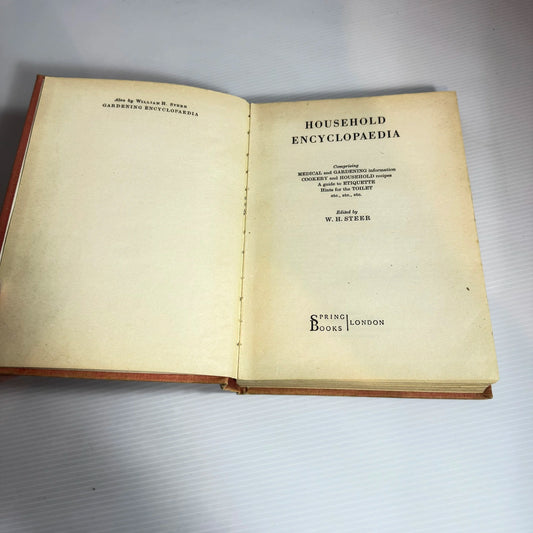 Also by WILLIAM H. STEER
GARDENING ENCYCLOPAEDIA
HOUSEHOLD
ENCYCLOPAEDIA
Comprising
MEDICAL and GARDENING information
COOKERY and HOUSEHOLD recipes
A guide to ETIQUETTE
Hints for the TOILET
etc., etc., etc.
Edited by
W. H. STEER
SPRING BOOKS LONDON